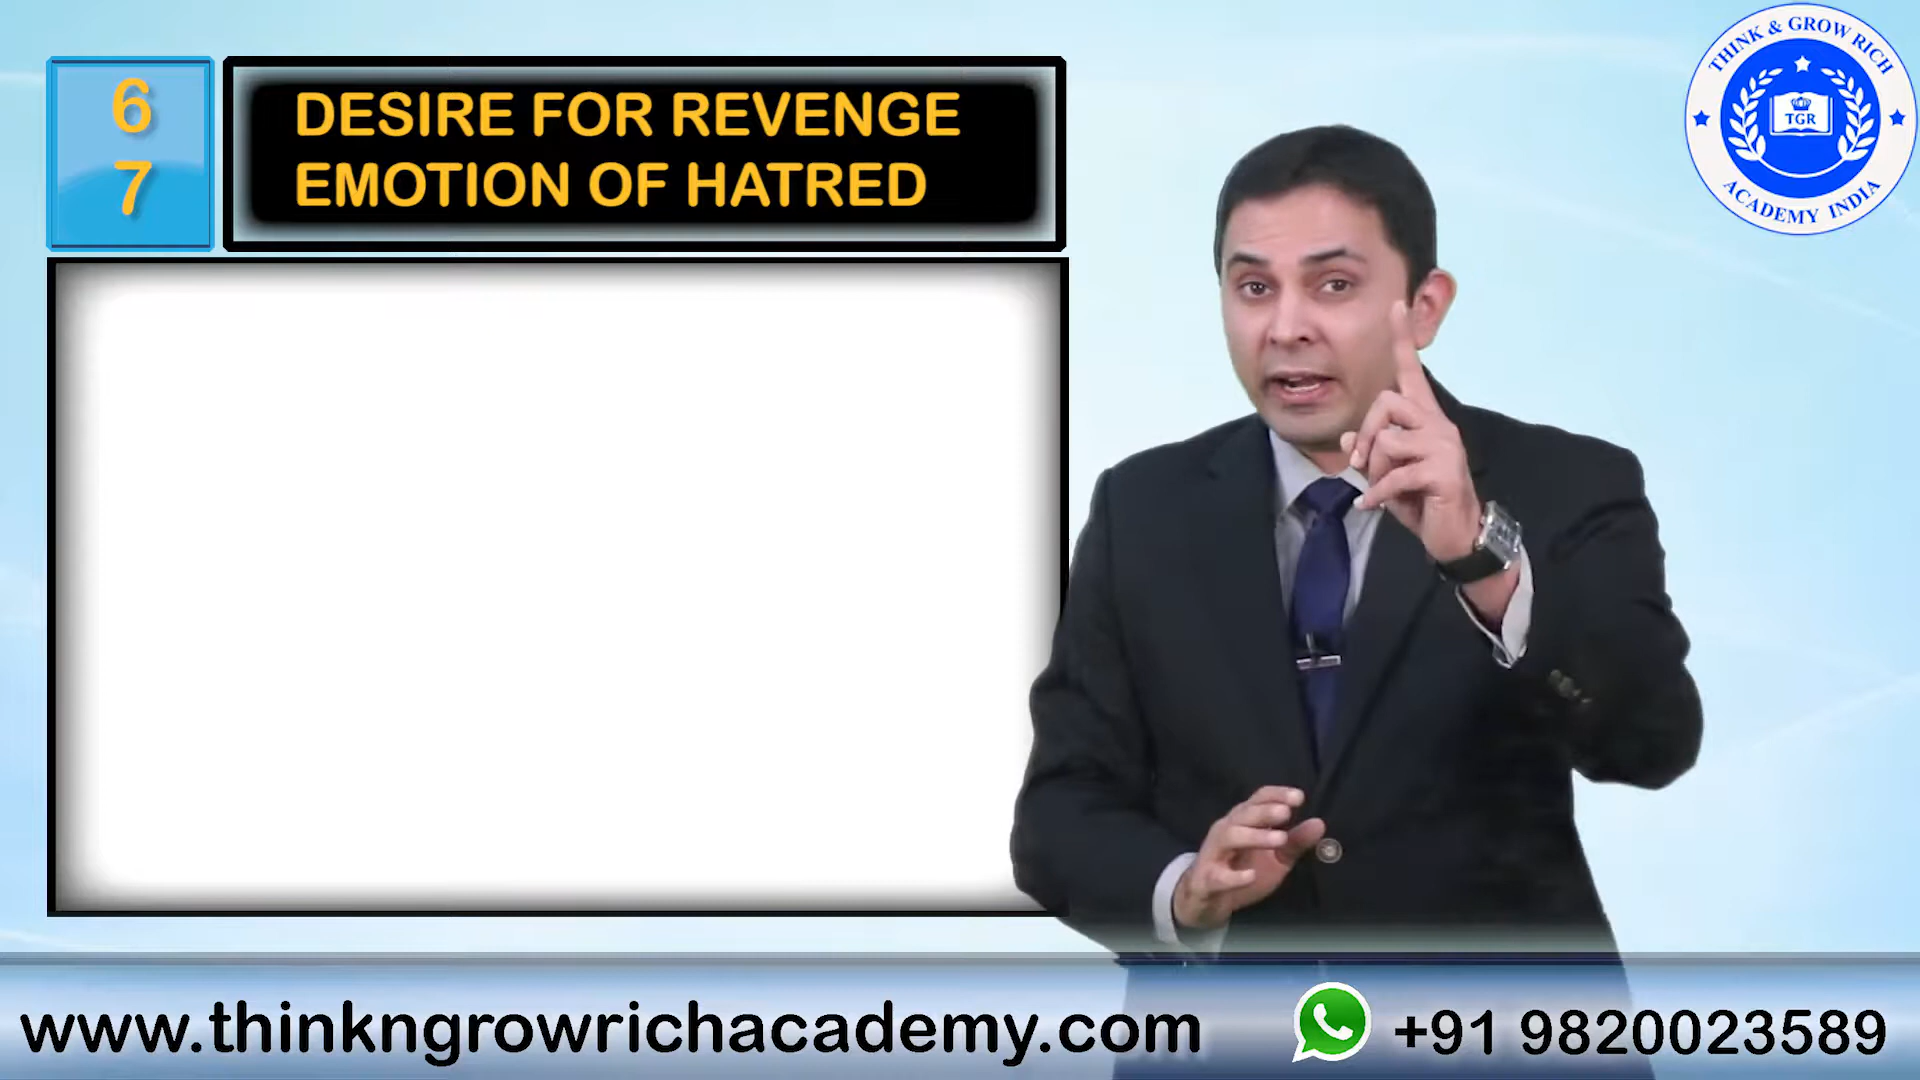 6
7
DESIRE FOR REVENGE
EMOTION OF HATRED
THINK & GROW RICH
TGR
ACADEMY INDIA
www.thinkngrowrichacademy.com
+91 9820023589